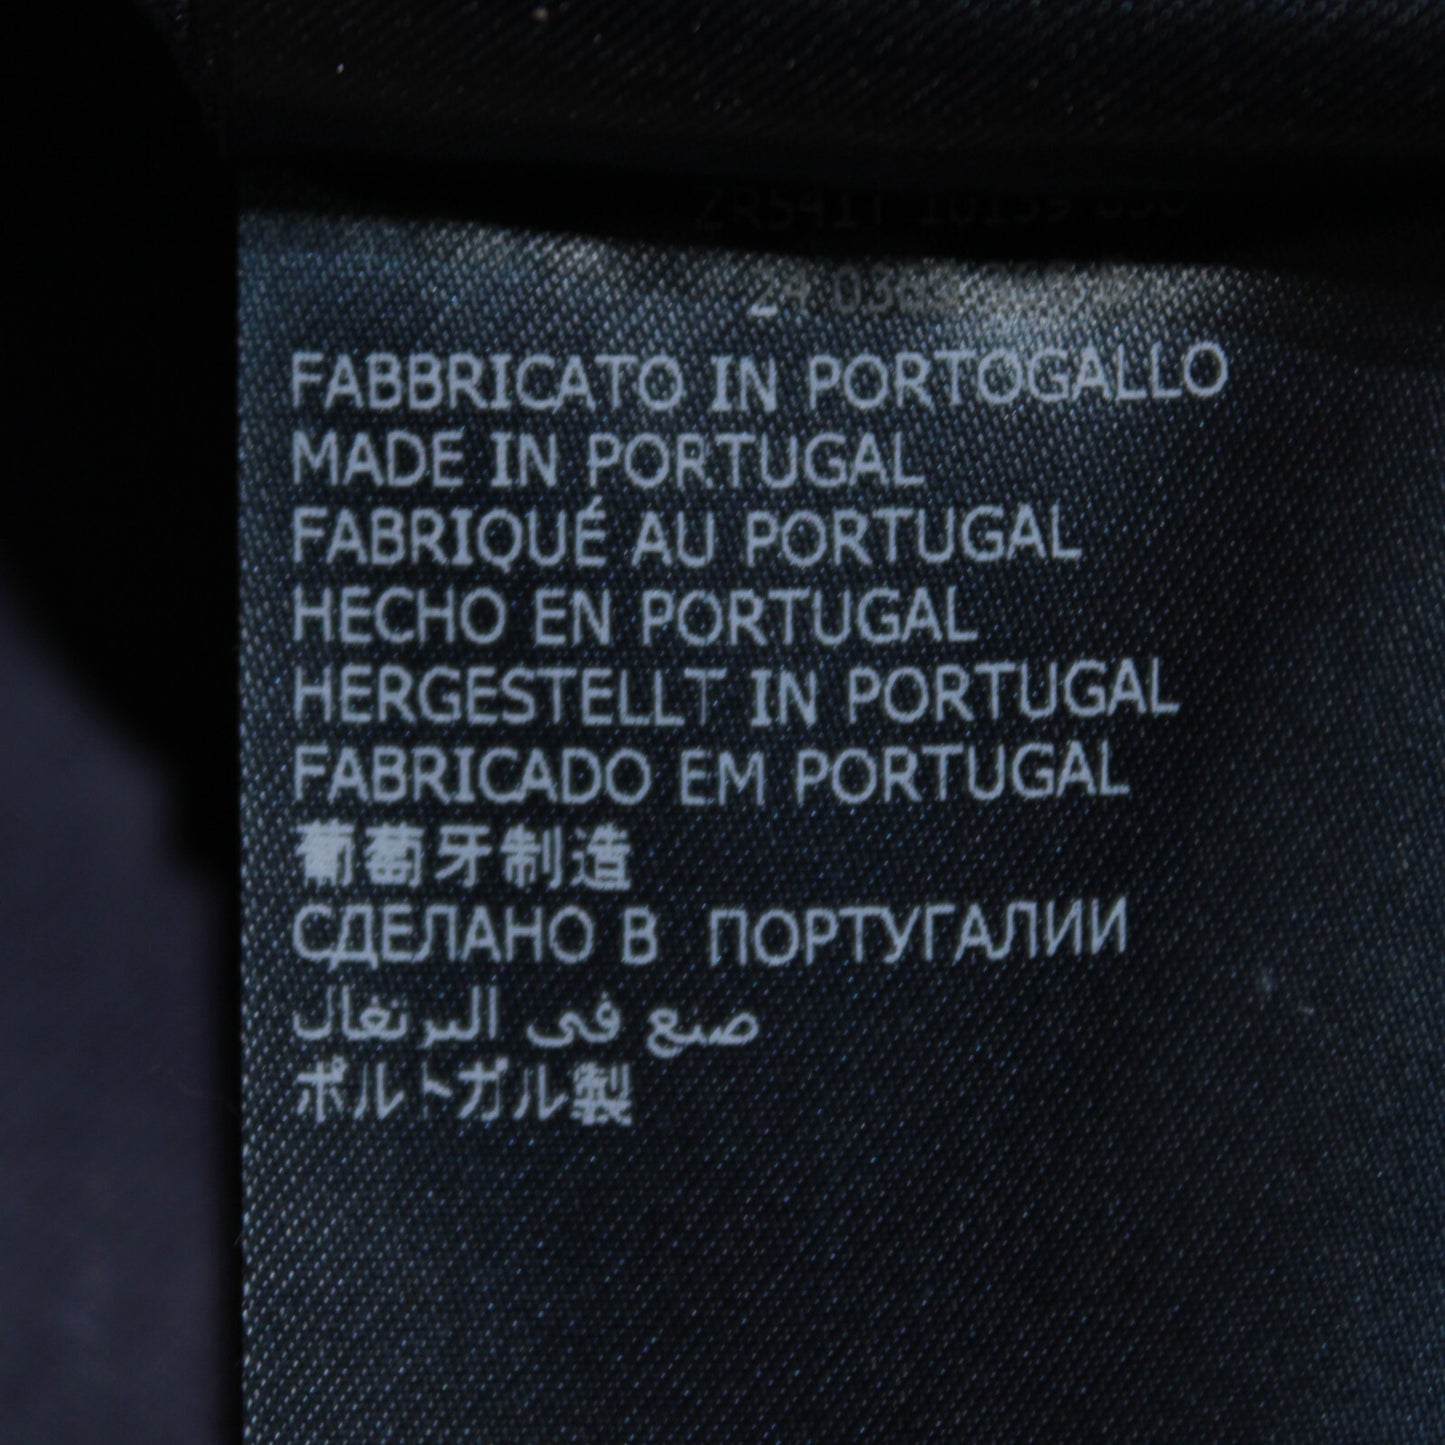 FABBRICATO IN PORTOGALLO
MADE IN PORTUGAL
FABRIQUÉ AU PORTUGAL
HECHO EN PORTUGAL
HERGESTELLT IN PORTUGAL
FABRICADO EM PORTUGAL
葡萄牙制造
СДЕЛАНО В ПОРТУГАЛИИ
صنع في البرتغال
ポルトガル製